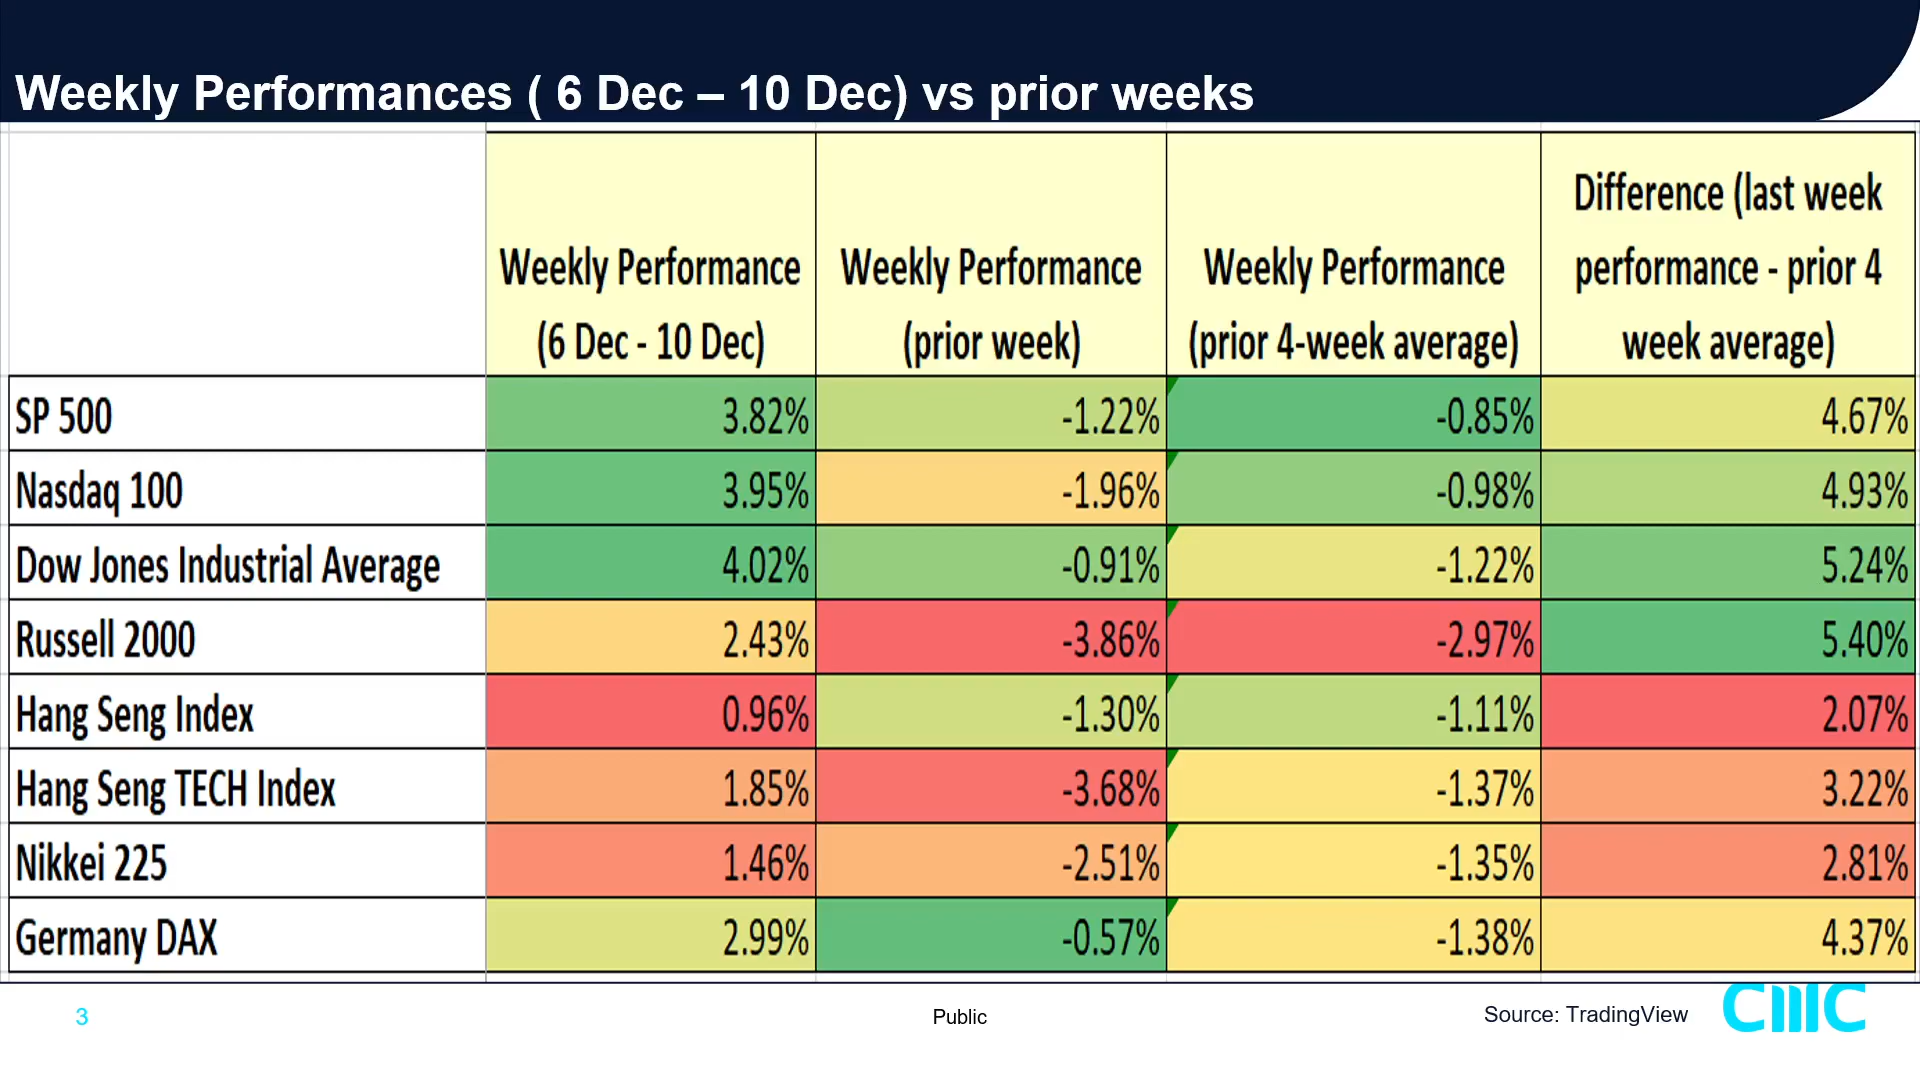 Weekly Performances ( 6 Dec – 10 Dec) vs prior weeks
Weekly Performance
(6 Dec - 10 Dec)
Weekly Performance
(prior week)
Weekly Performance
(prior 4-week average)
Difference (last week
performance - prior 4
week average)
SP 500 3.82% -1.22% -0.85% 4.67%
Nasdaq 100 3.95% -1.96% -0.98% 4.93%
Dow Jones Industrial Average 4.02% -0.91% -1.22% 5.24%
Russell 2000 2.43% -3.86% -2.97% 5.40%
Hang Seng Index 0.96% -1.30% -1.11% 2.07%
Hang Seng TECH Index 1.85% -3.68% -1.37% 3.22%
Nikkei 225 1.46% -2.51% -1.35% 2.81%
Germany DAX 2.99% -0.57% -1.38% 4.37%
3
Public
Source: TradingView
CMC